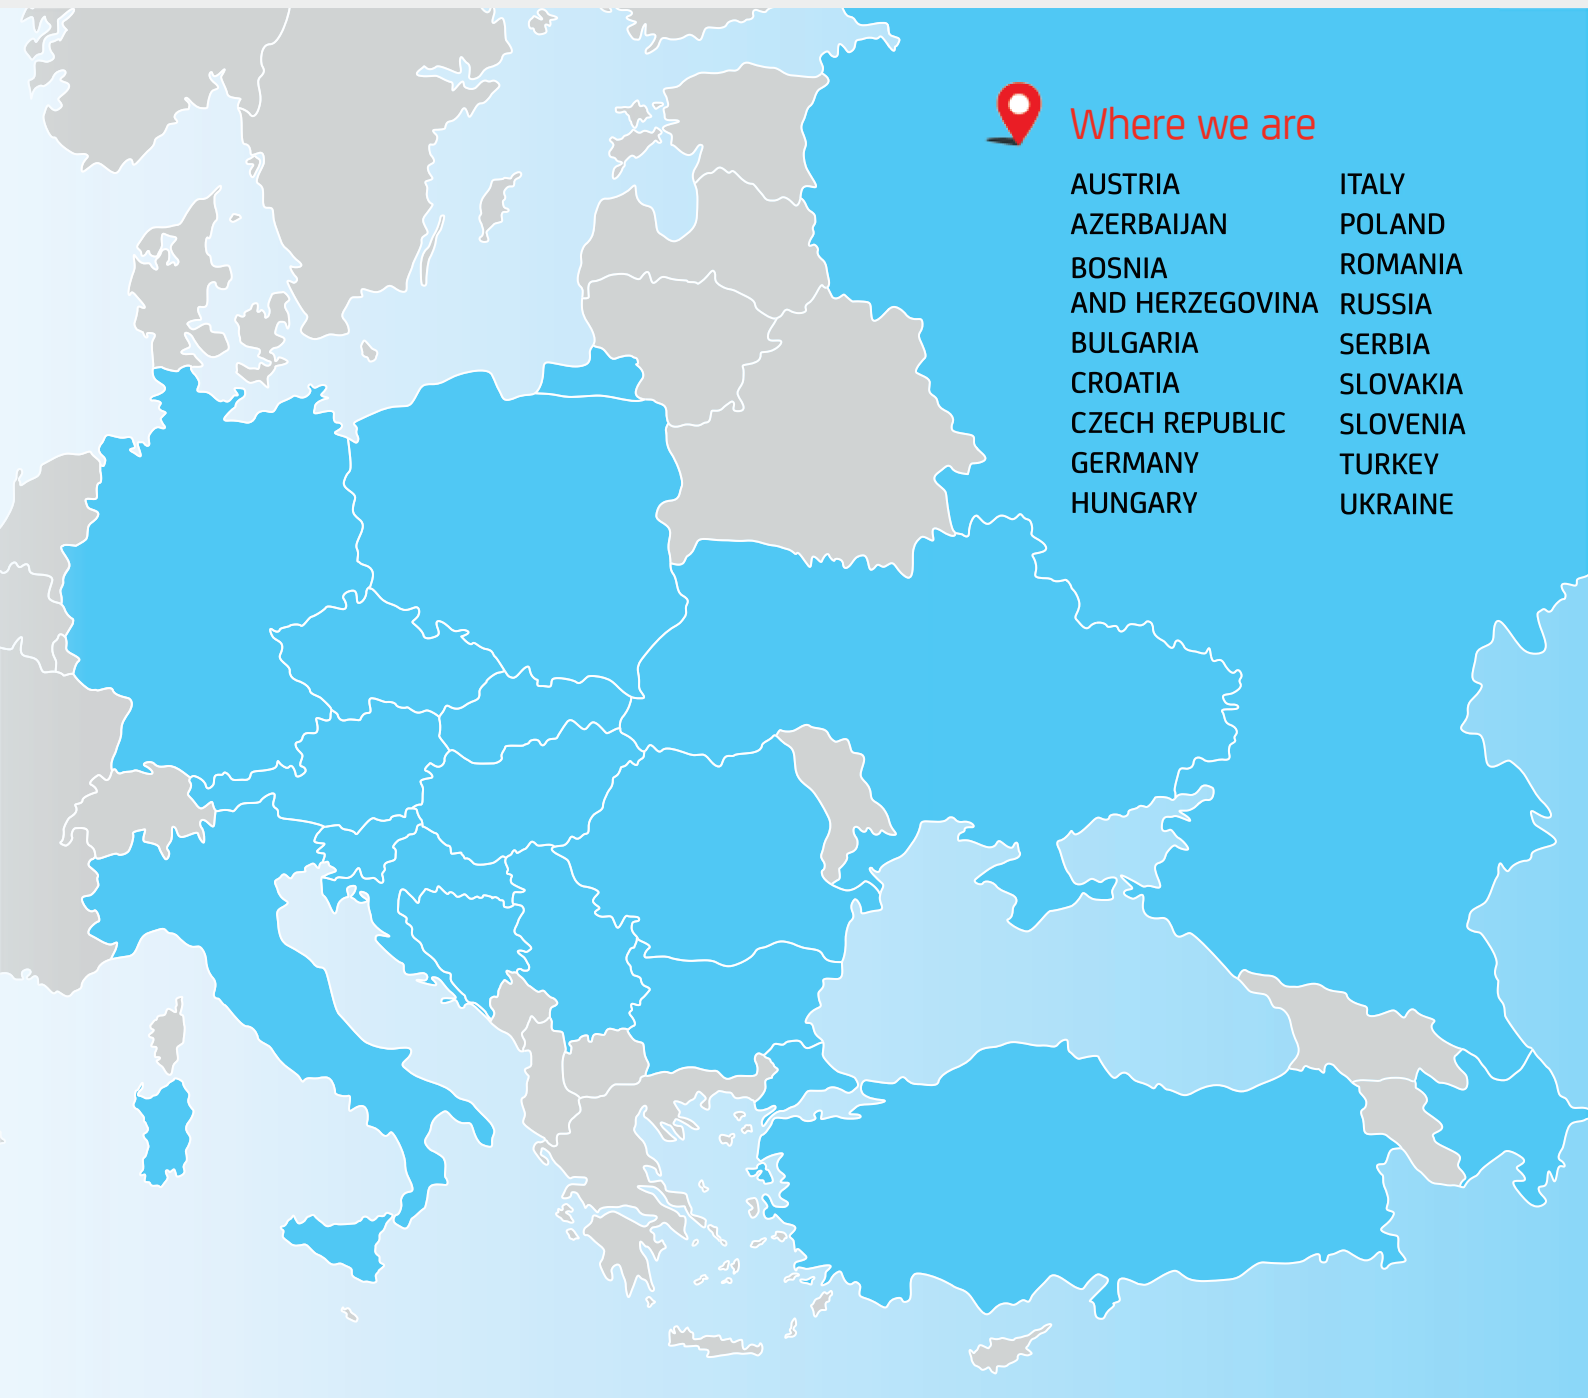 Where we are
AUSTRIA
AZERBAIJAN
BOSNIA
AND HERZEGOVINA
BULGARIA
CROATIA
CZECH REPUBLIC
GERMANY
HUNGARY
ITALY
POLAND
ROMANIA
RUSSIA
SERBIA
SLOVAKIA
SLOVENIA
TURKEY
UKRAINE